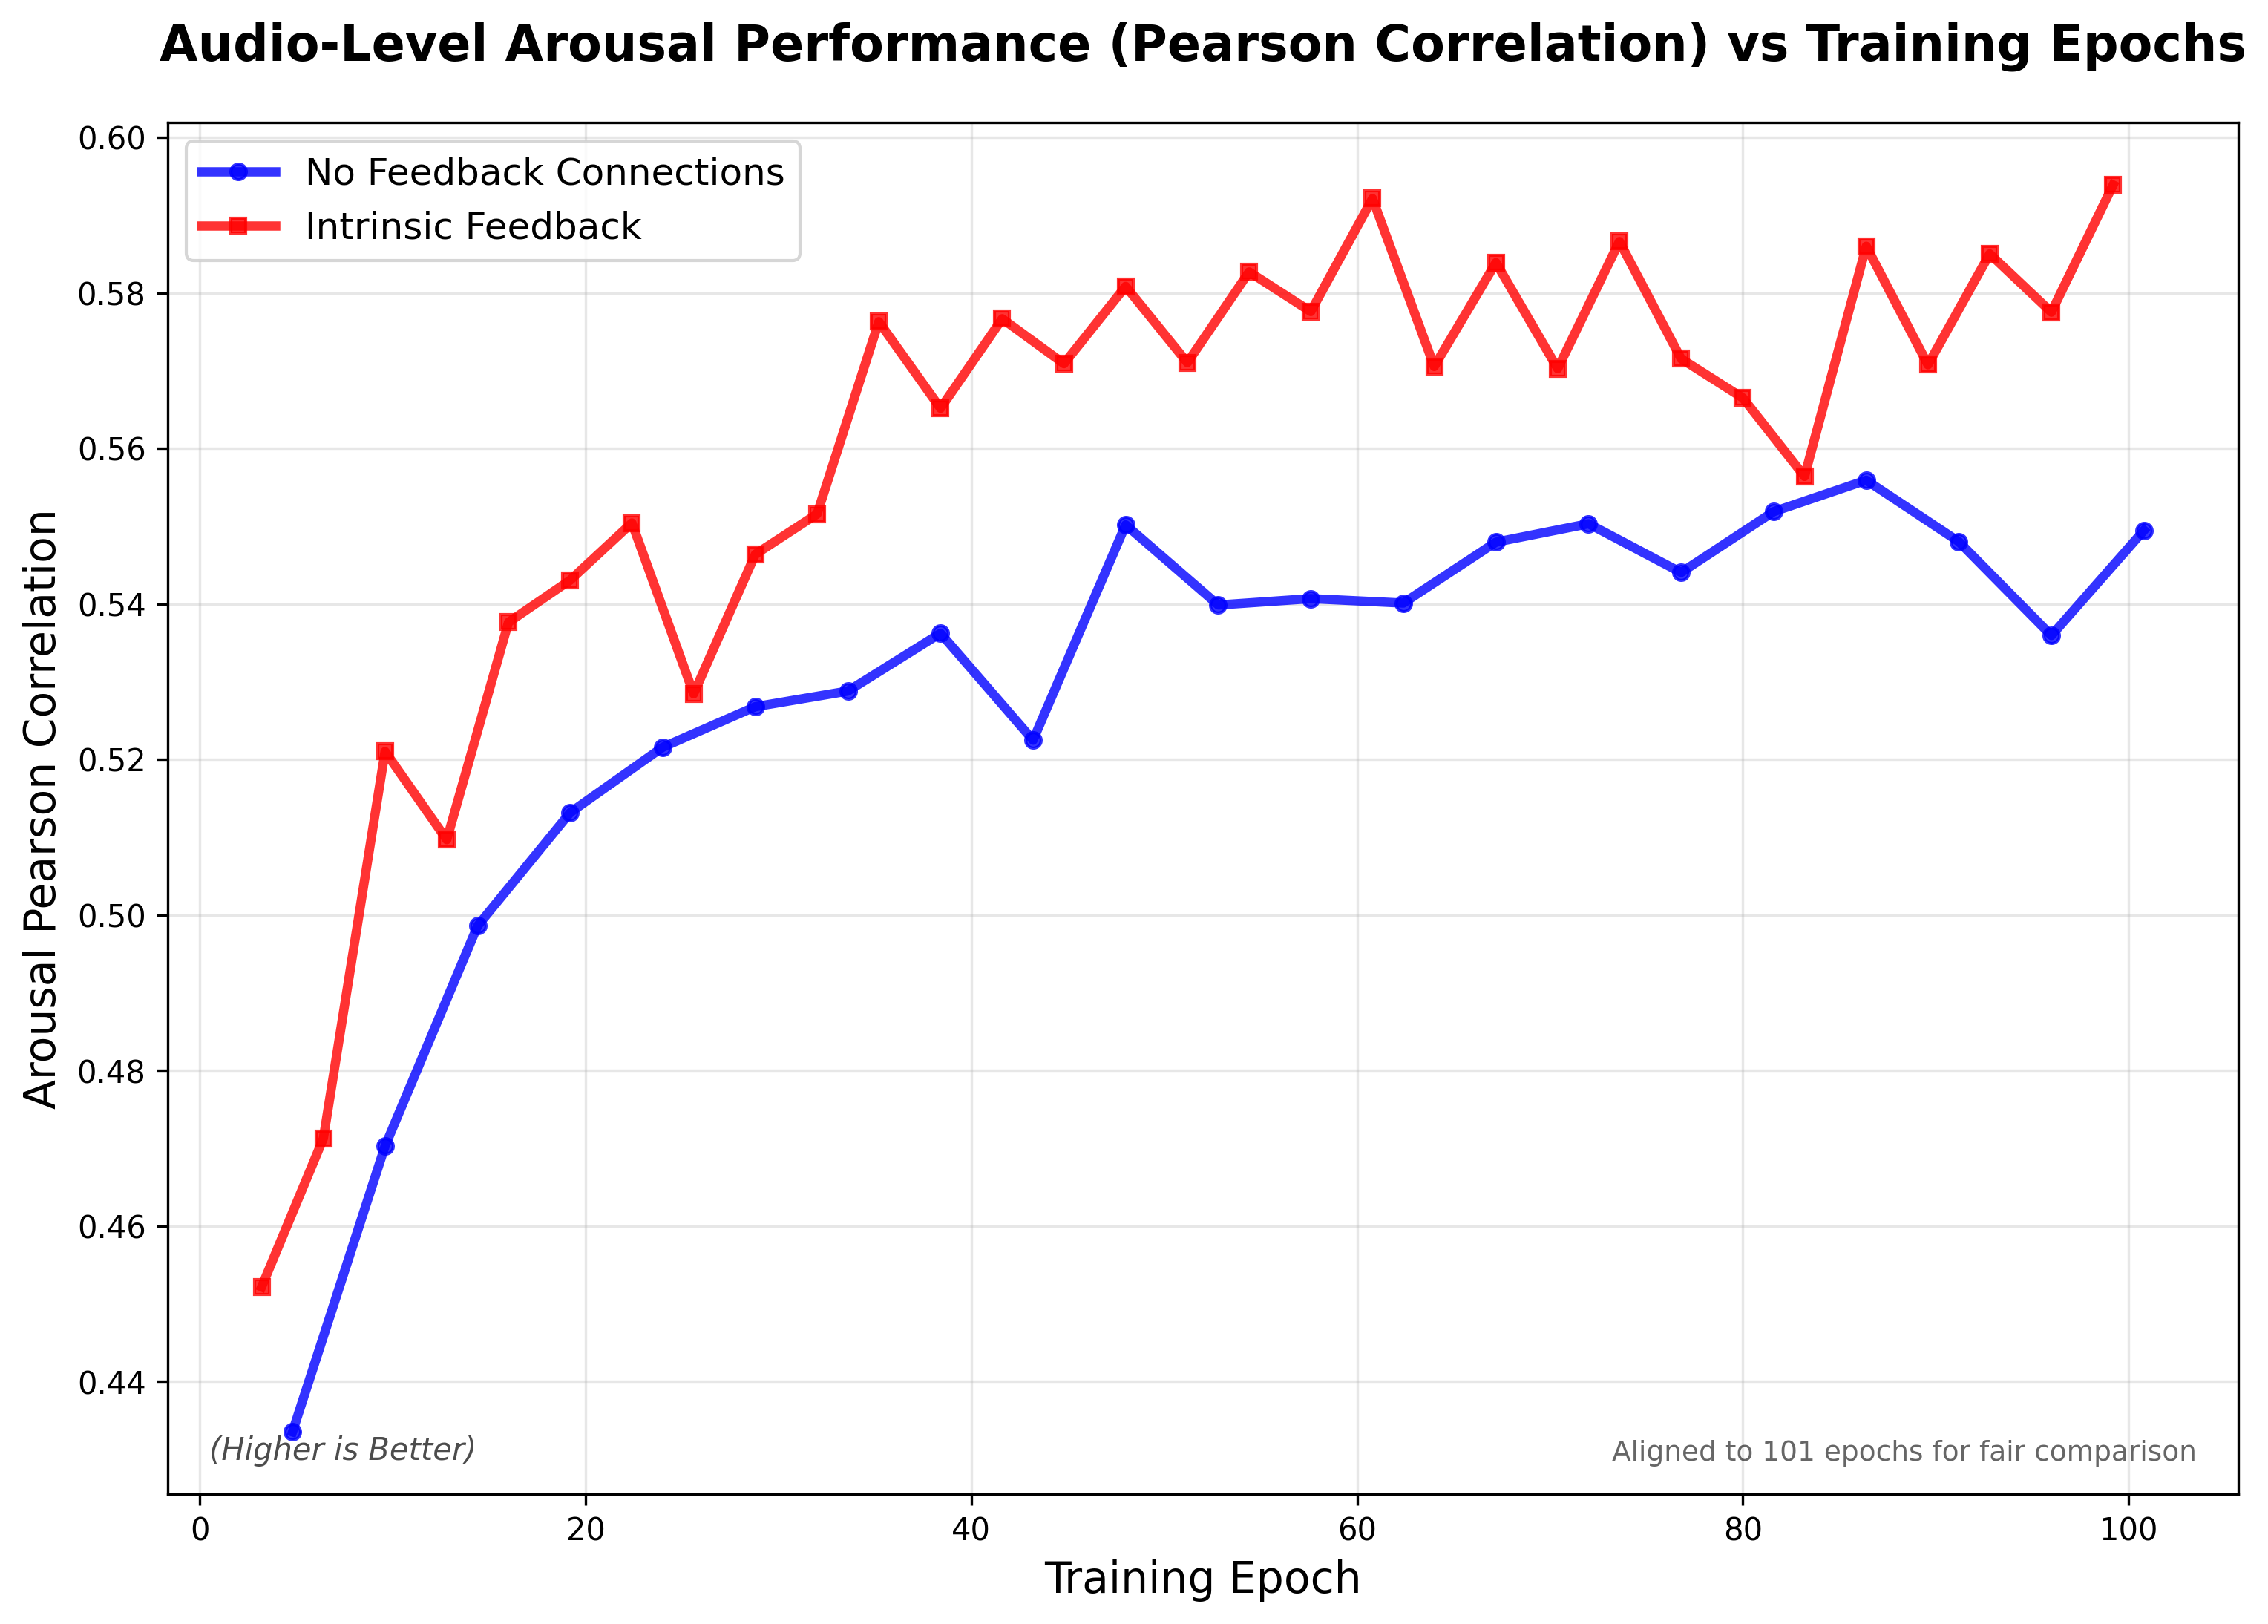 Audio-Level Arousal Performance (Pearson Correlation) vs Training Epochs
No Feedback Connections
Intrinsic Feedback
Arousal Pearson Correlation
0.60
0.58
0.56
0.54
0.52
0.50
0.48
0.46
0.44
(Higher is Better)
Aligned to 101 epochs for fair comparison
0 20 40 60 80 100
Training Epoch